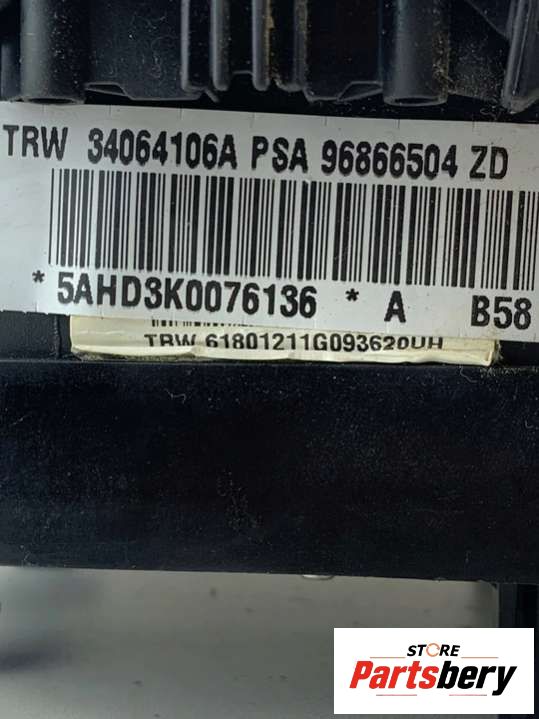 TRW 34064106A PSA 96866504 ZD
*5AHD3K0076136 * A B58
TRW 61801211G093620UH
STORE
Partsbery